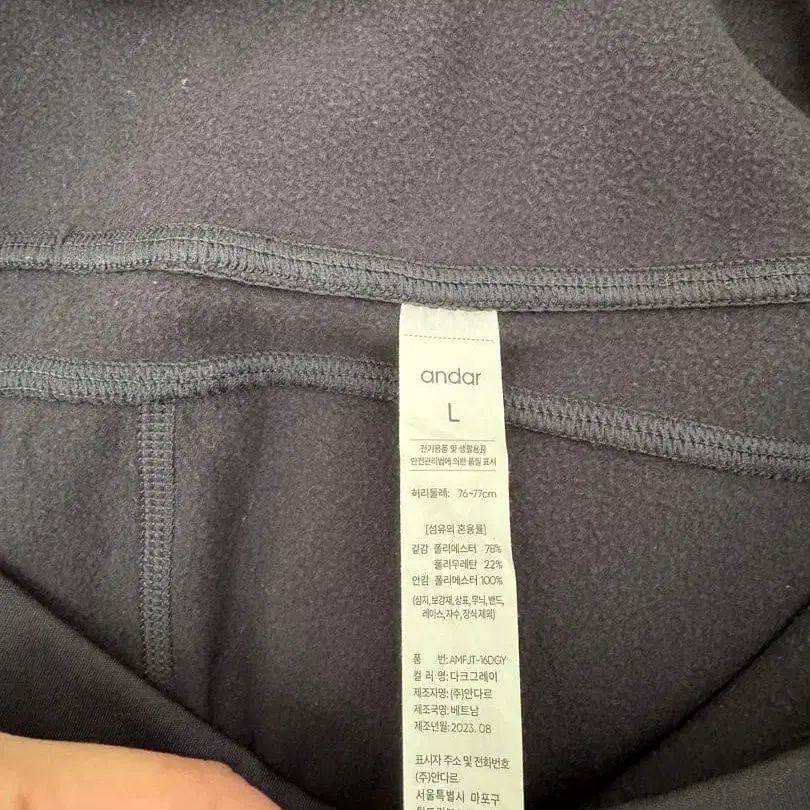 andar
L
전기용품 및 생활용품
안전관리법에 의한 품질 표시
허리둘레: 76~77cm
[섬유의 혼용률]
겉감 폴리에스터 78%
폴리우레탄 22%
안감 폴리에스터 100%
(심지,보강재,상표,무늬,밴드,
레이스,자수,장식 제외)
품 번: AMFJT-16DGY
컬 러 명: 다크그레이
제조자명: (주)안다르
제조국명: 베트남
제조년월: 2023. 08
표시자 주소 및 전화번호
(주)안다르
서울특별시 마포구